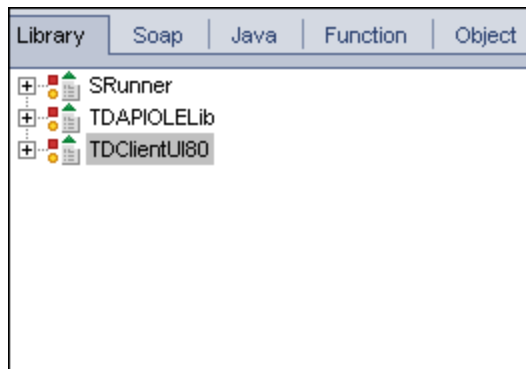 Library Soap Java Function Object
SRunner
TDAPIOLELib
TDClientUI80